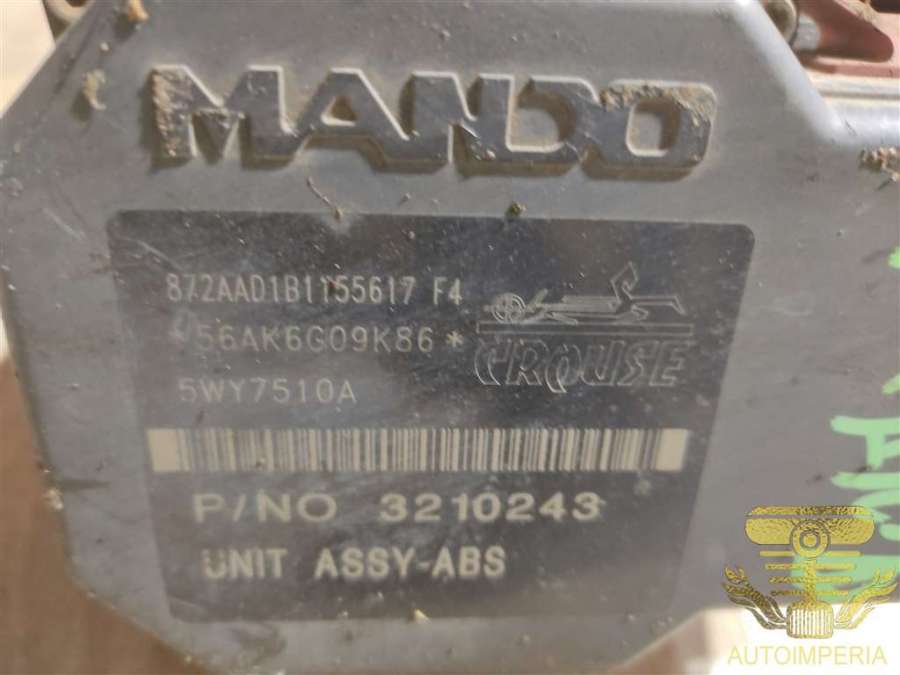 MANDO
872AAD1B1155617 F4
*56AK6G09K86*
CROUSE
5WY7510A
P/NO 3210243
UNIT ASSY-ABS
AUTOIMPERIA